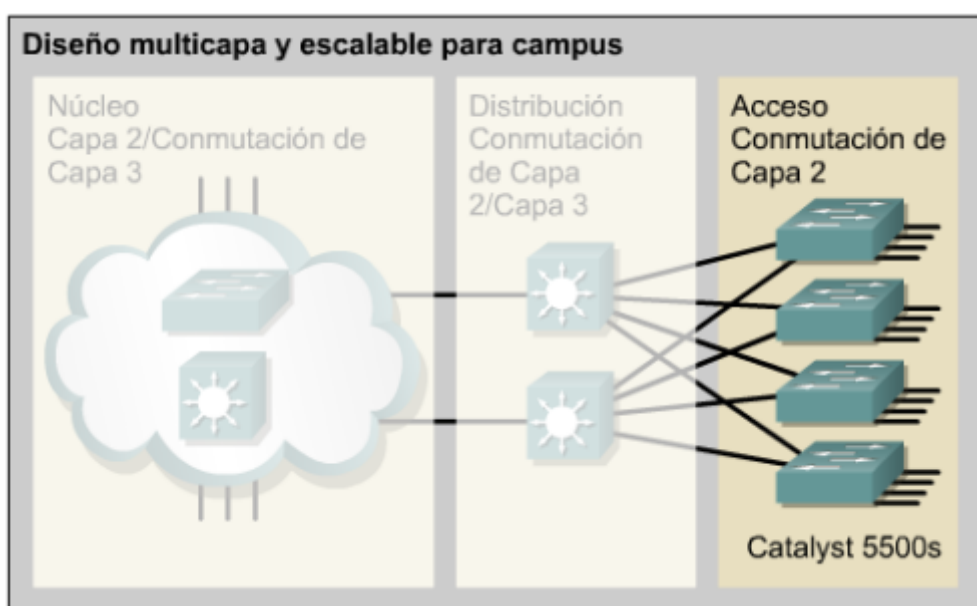 Diseño multicapa y escalable para campus
Núcleo
Capa 2/Conmutación de
Capa 3
Distribución
Conmutación
de Capa
2/Capa 3
Acceso
Conmutación de
Capa 2
Catalyst 5500s